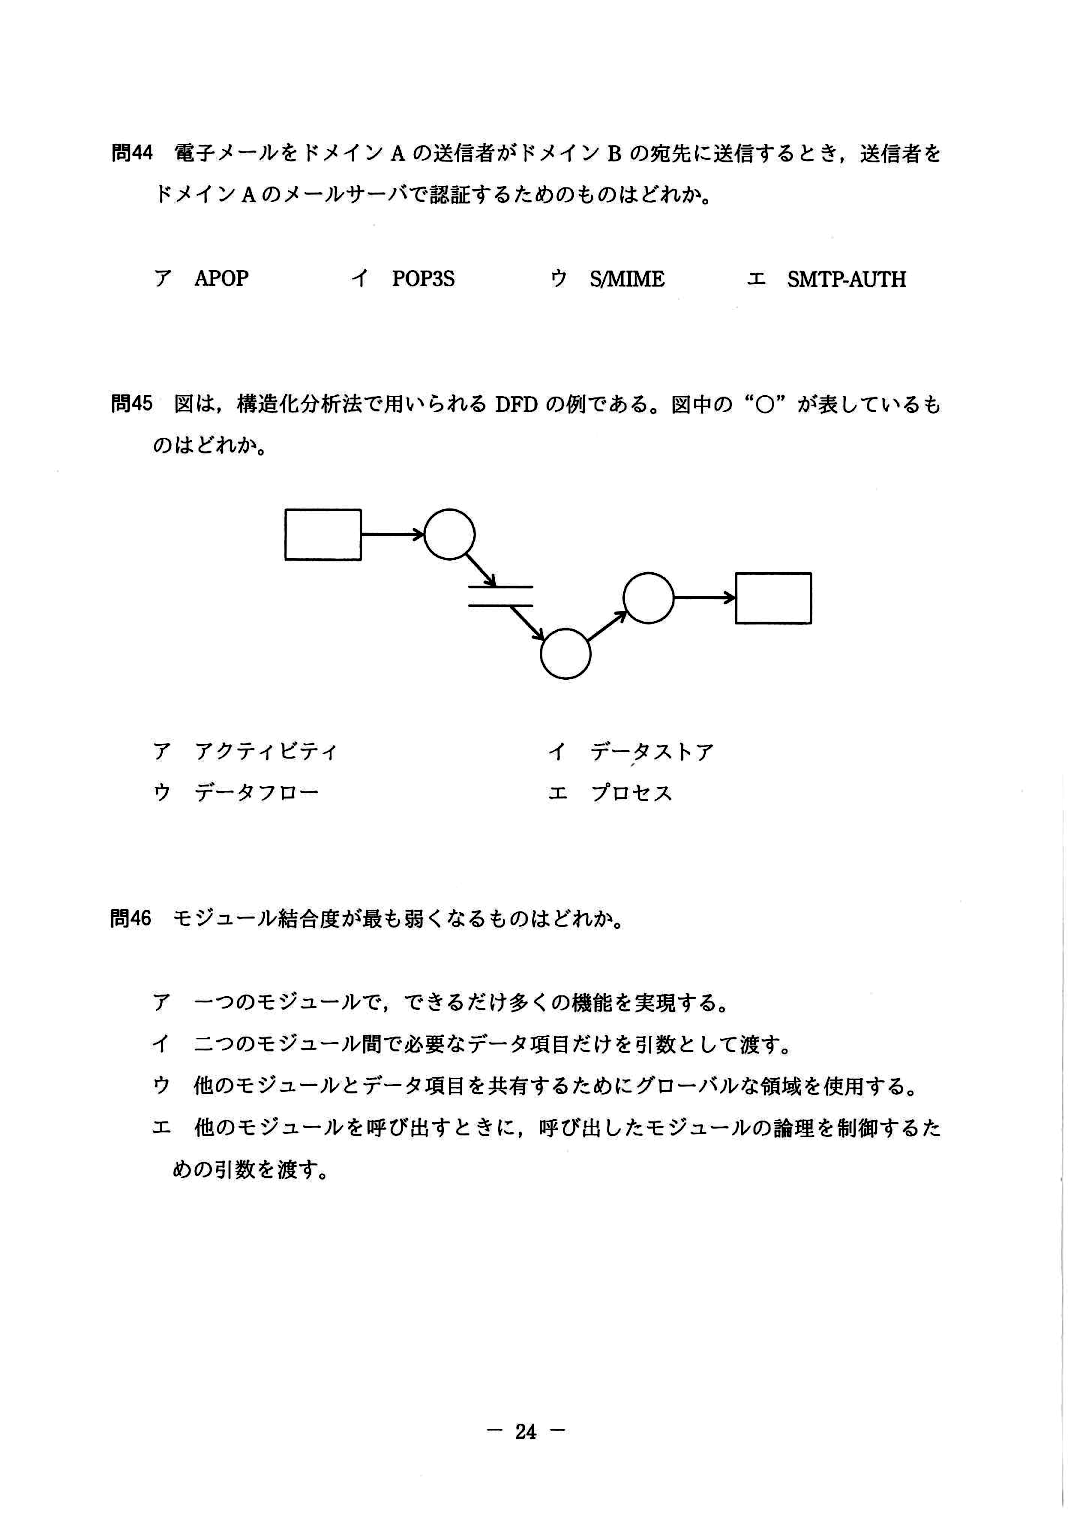 問44 電子メールをドメイン A の送信者がドメイン B の宛先に送信するとき，送信者を
ドメイン A のメールサーバで認証するためのものはどれか。
ア APOP イ POP3S ウ S/MIME エ SMTP-AUTH
問45 図は，構造化分析法で用いられる DFD の例である。図中の“○”が表しているも
のはどれか。
ア アクティビティ イ データストア
ウ データフロー エ プロセス
問46 モジュール結合度が最も弱くなるものはどれか。
ア 一つのモジュールで，できるだけ多くの機能を実現する。
イ 二つのモジュール間で必要なデータ項目だけを引数として渡す。
ウ 他のモジュールとデータ項目を共有するためにグローバルな領域を使用する。
エ 他のモジュールを呼び出すときに，呼び出したモジュールの論理を制御するた
めの引数を渡す。
－ 24 －